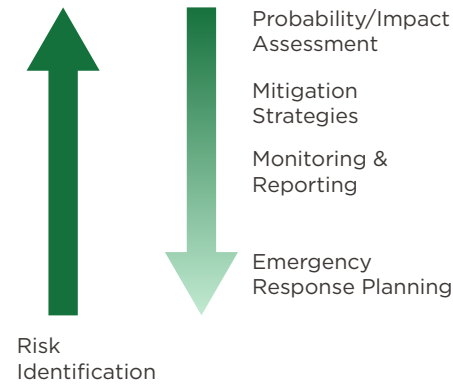 Probability/Impact
Assessment
Mitigation
Strategies
Monitoring &
Reporting
Emergency
Response Planning
Risk
Identification